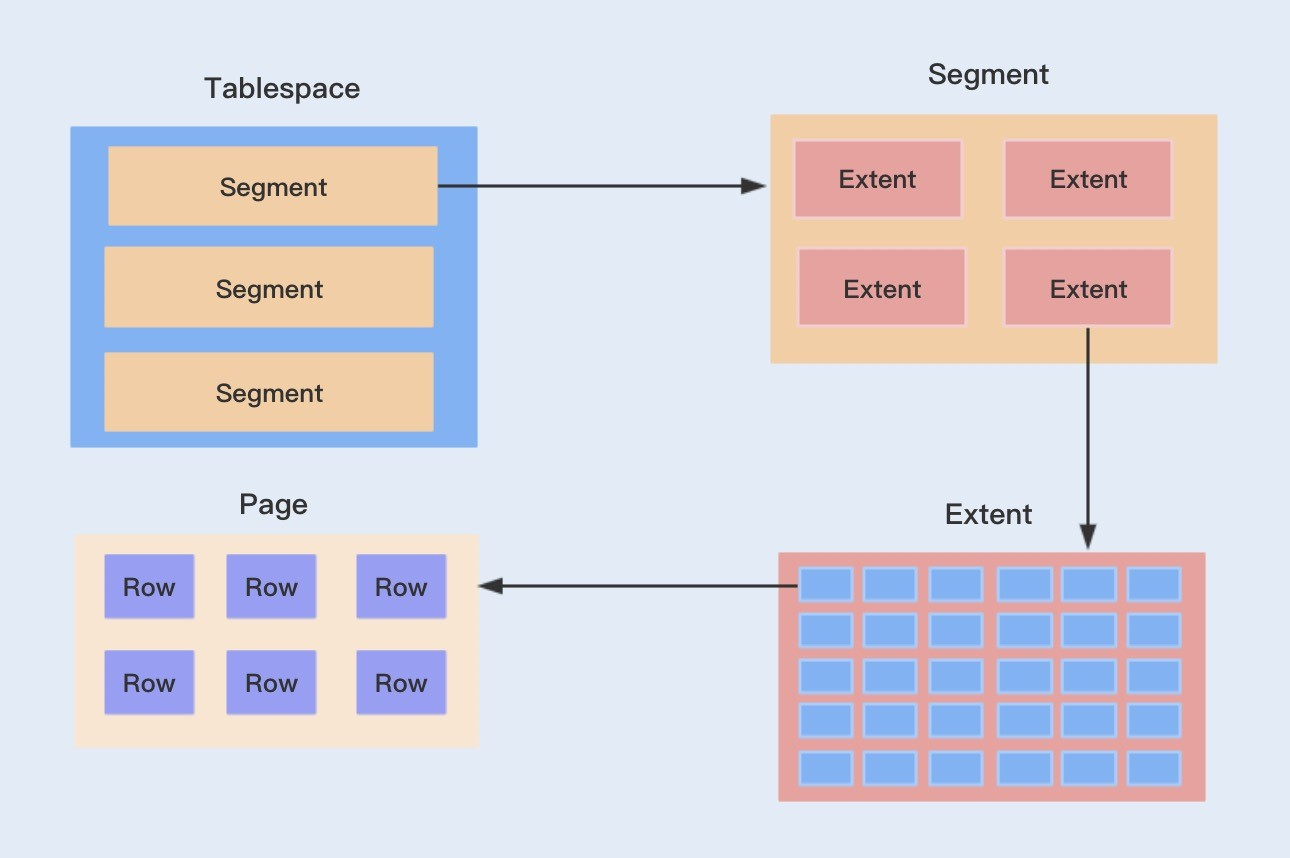 Tablespace
Segment
Segment
Segment
Segment
Extent Extent
Extent Extent
Page
Row Row Row
Row Row Row
Extent